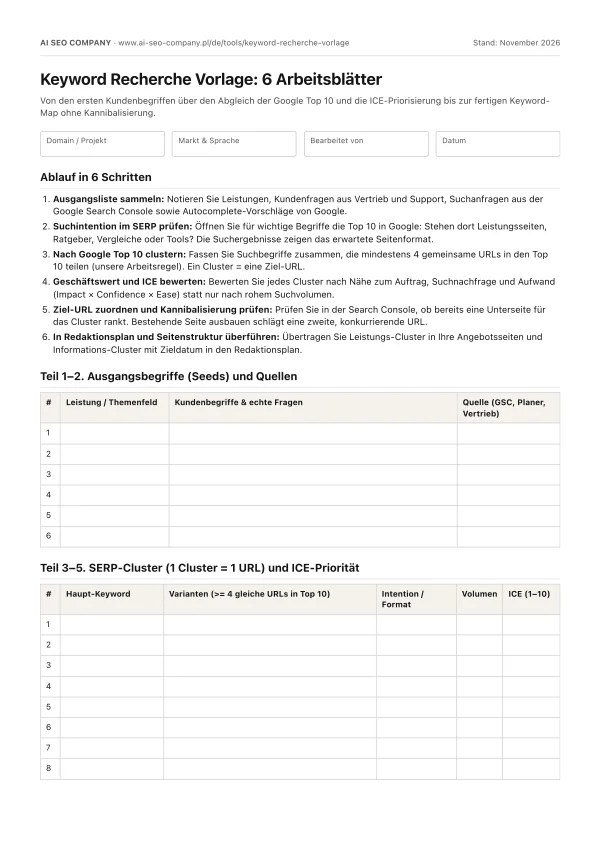 AI SEO COMPANY · www.ai-seo-company.pl/de/tools/keyword-recherche-vorlage
Stand: November 2026
Keyword Recherche Vorlage: 6 Arbeitsblätter
Von den ersten Kundenbegriffen über den Abgleich der Google Top 10 und die ICE-Priorisierung bis zur fertigen Keyword-
Map ohne Kannibalisierung.
Domain / Projekt
Markt & Sprache
Bearbeitet von
Datum
Ablauf in 6 Schritten
1. Ausgangsliste sammeln: Notieren Sie Leistungen, Kundenfragen aus Vertrieb und Support, Suchanfragen aus der
Google Search Console sowie Autocomplete-Vorschläge von Google.
2. Suchintention im SERP prüfen: Öffnen Sie für wichtige Begriffe die Top 10 in Google: Stehen dort Leistungsseiten,
Ratgeber, Vergleiche oder Tools? Die Suchergebnisse zeigen das erwartete Seitenformat.
3. Nach Google Top 10 clustern: Fassen Sie Suchbegriffe zusammen, die mindestens 4 gemeinsame URLs in den Top
10 teilen (unsere Arbeitsregel). Ein Cluster = eine Ziel-URL.
4. Geschäftswert und ICE bewerten: Bewerten Sie jedes Cluster nach Nähe zum Auftrag, Suchnachfrage und Aufwand
(Impact × Confidence × Ease) statt nur nach rohem Suchvolumen.
5. Ziel-URL zuordnen und Kannibalisierung prüfen: Prüfen Sie in der Search Console, ob bereits eine Unterseite für
das Cluster rankt. Bestehende Seite ausbauen schlägt eine zweite, konkurrierende URL.
6. In Redaktionsplan und Seitenstruktur überführen: Übertragen Sie Leistungs-Cluster in Ihre Angebotsseiten und
Informations-Cluster mit Zieldatum in den Redaktionsplan.
Teil 1–2. Ausgangsbegriffe (Seeds) und Quellen
# Leistung / Themenfeld Kundenbegriffe & echte Fragen Quelle (GSC, Planer,
Vertrieb)
1
2
3
4
5
6
Teil 3–5. SERP-Cluster (1 Cluster = 1 URL) und ICE-Priorität
# Haupt-Keyword Varianten (>= 4 gleiche URLs in Top 10) Intention / Volumen ICE (1–10)
Format
1
2
3
4
5
6
7
8